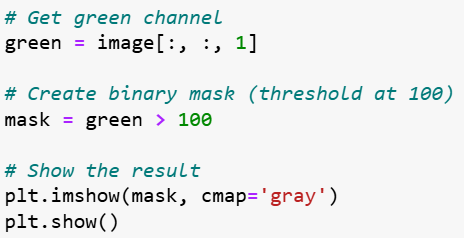 # Get green channel
green = image[:, :, 1]
# Create binary mask (threshold at 100)
mask = green > 100
# Show the result
plt.imshow(mask, cmap='gray')
plt.show()